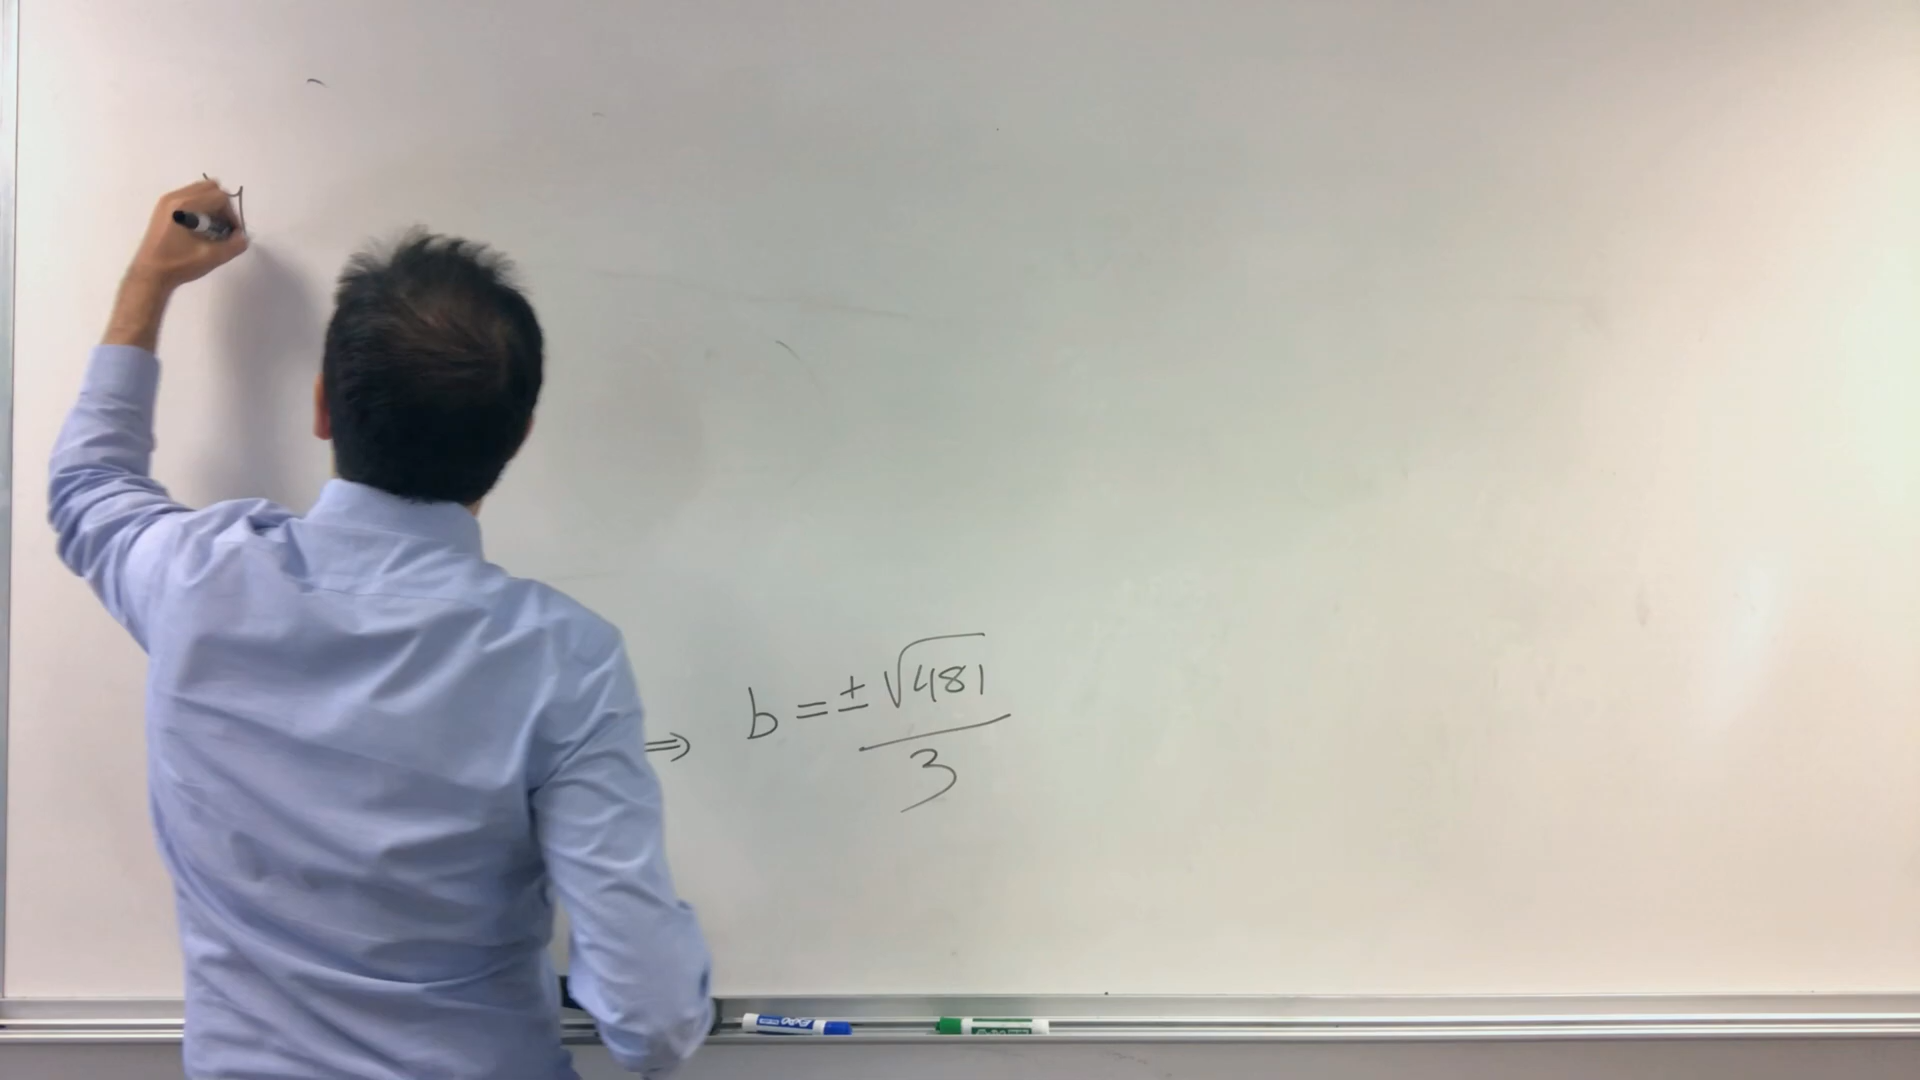 ⇒ b = ± √481 / 3